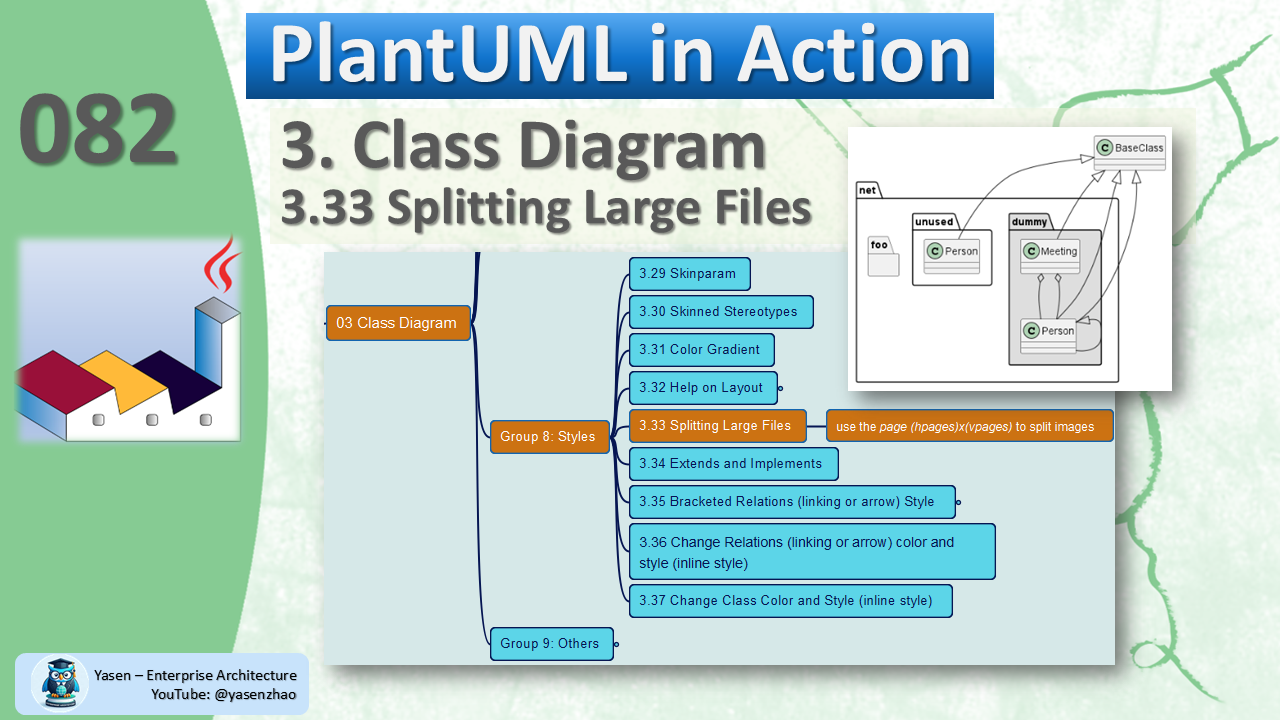 PlantUML in Action
082
3. Class Diagram
3.33 Splitting Large Files
C BaseClass
net
unused
dummy
foo
C Person
C Meeting
C Person
03 Class Diagram
Group 8: Styles
3.29 Skinparam
3.30 Skinned Stereotypes
3.31 Color Gradient
3.32 Help on Layout
3.33 Splitting Large Files
use the page (hpages)x(vpages) to split images
3.34 Extends and Implements
3.35 Bracketed Relations (linking or arrow) Style
3.36 Change Relations (linking or arrow) color and
style (inline style)
3.37 Change Class Color and Style (inline style)
Group 9: Others
Yasen – Enterprise Architecture
YouTube: @yasenzhao